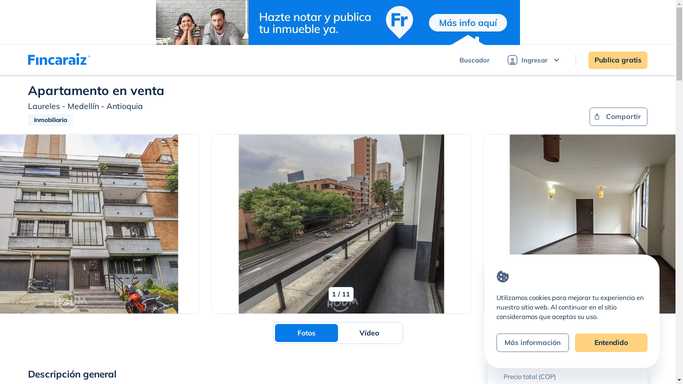 Hazte notar y publica
tu inmueble ya.
Fr
Más info aquí
Fincaraiz
Buscador
Ingresar
Publica gratis
Apartamento en venta
Laureles - Medellín - Antioquia
Inmobiliaria
Compartir
1 / 11
Fotos
Vídeo
Utilizamos cookies para mejorar tu experiencia en
nuestro sitio web. Al continuar en el sitio
consideramos que aceptas su uso.
Más información
Entendido
Descripción general
Precio total (COP)